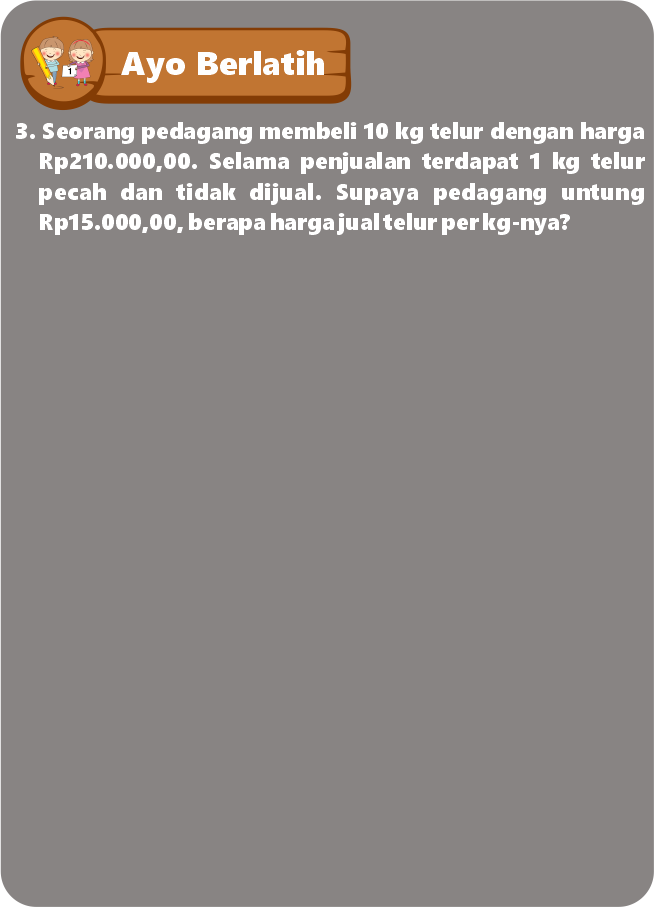 1
Ayo Berlatih
3. Seorang pedagang membeli 10 kg telur dengan harga
Rp210.000,00. Selama penjualan terdapat 1 kg telur
pecah dan tidak dijual. Supaya pedagang untung
Rp15.000,00, berapa harga jual telur per kg-nya?